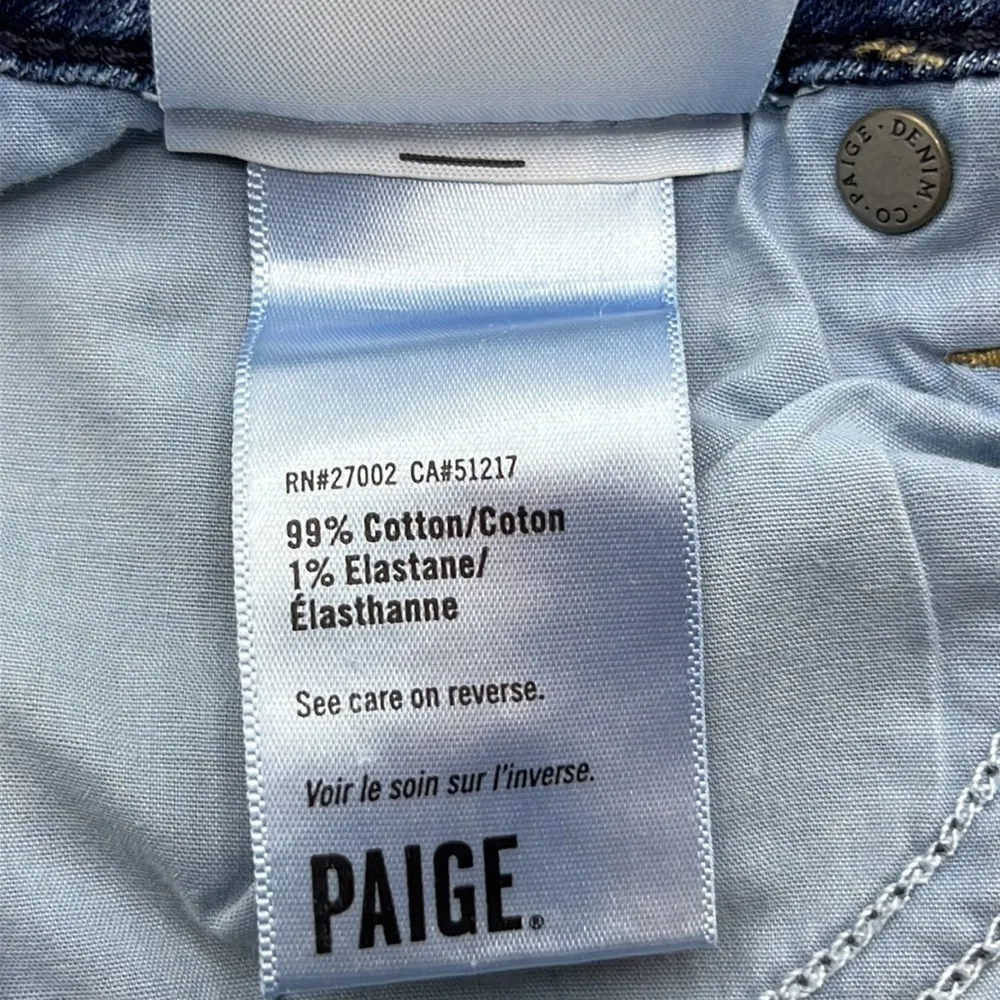 PAIGE · DENIM · CO ·
RN#27002 CA#51217
99% Cotton/Coton
1% Elastane/
Élasthanne
See care on reverse.
Voir le soin sur l'inverse.
PAIGE®